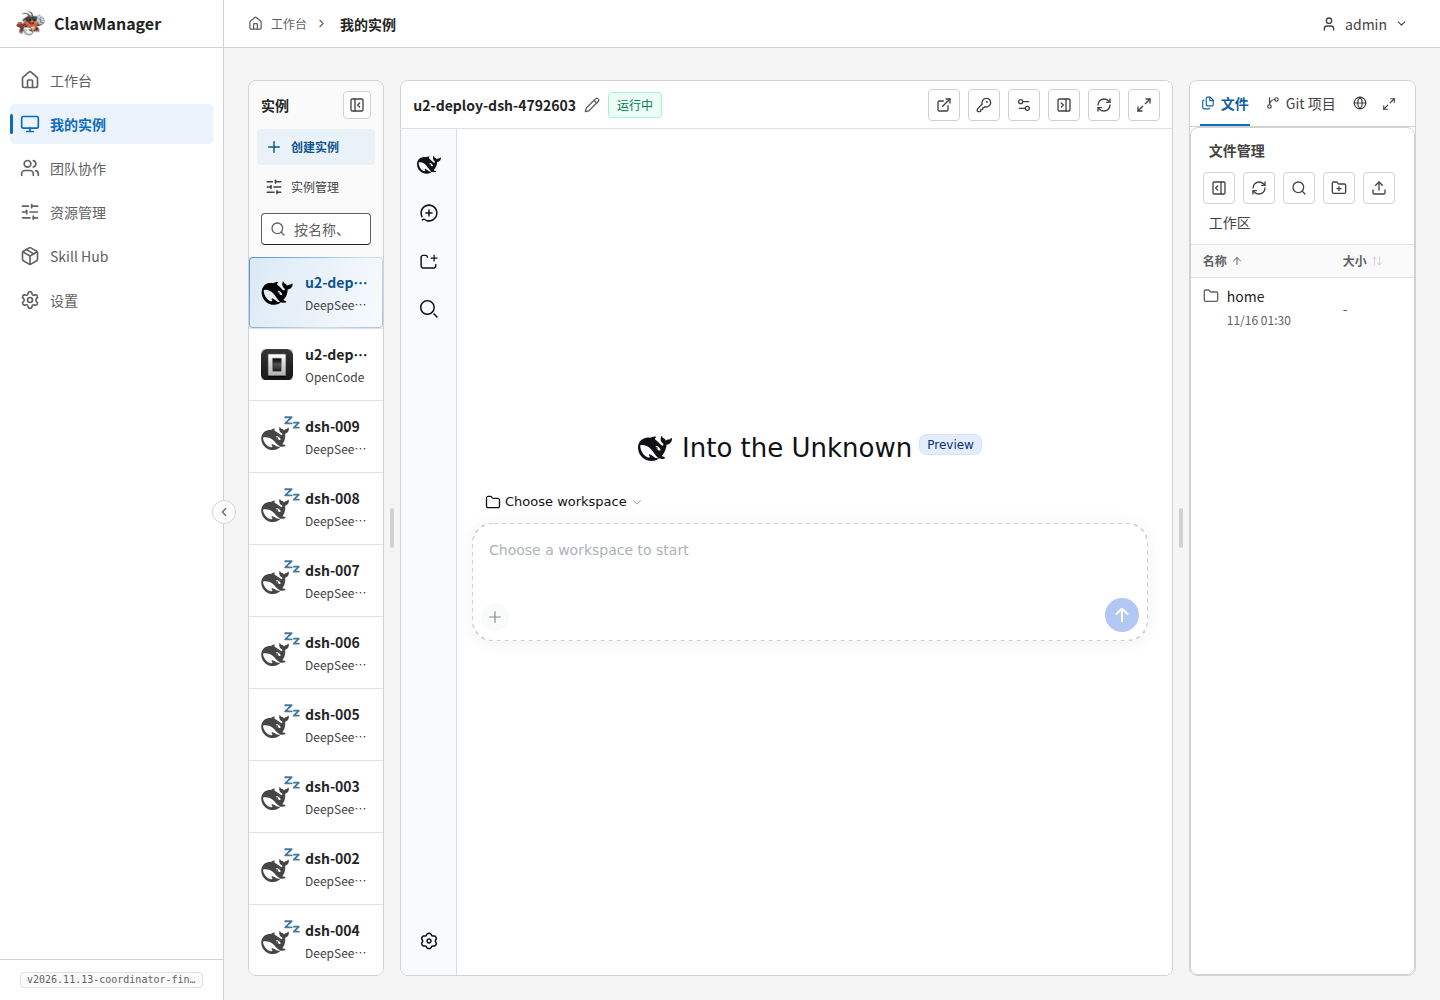 ClawManager
工作台
我的实例
团队协作
资源管理
Skill Hub
设置
v2026.11.13-coordinator-fin…
工作台
我的实例
admin
实例
创建实例
实例管理
按名称、
u2-dep…
DeepSee…
u2-dep…
OpenCode
dsh-009
DeepSee…
dsh-008
DeepSee…
dsh-007
DeepSee…
dsh-006
DeepSee…
dsh-005
DeepSee…
dsh-003
DeepSee…
dsh-002
DeepSee…
dsh-004
DeepSee…
u2-deploy-dsh-4792603
运行中
Into the Unknown
Preview
Choose workspace
Choose a workspace to start
文件
Git 项目
文件管理
工作区
名称
大小
home
-
11/16 01:30